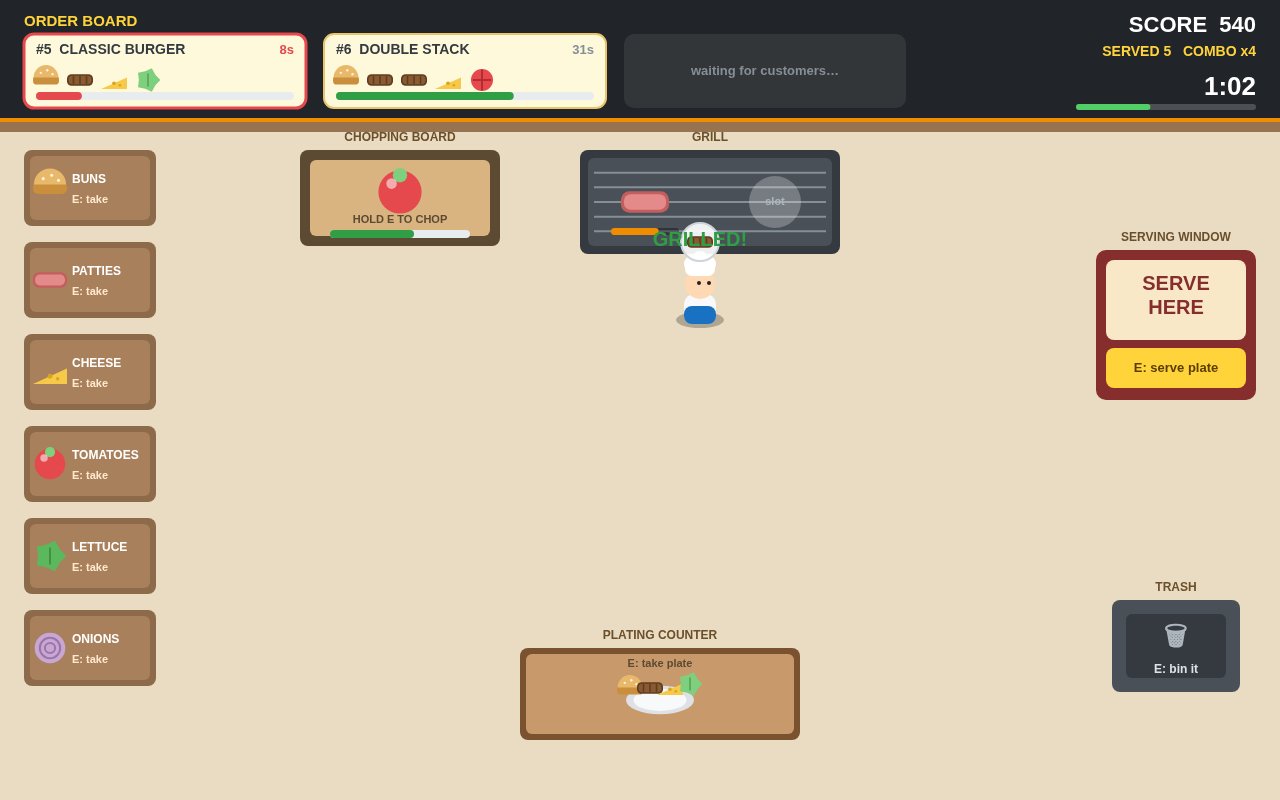 ORDER BOARD
#5 CLASSIC BURGER 8s
#6 DOUBLE STACK 31s
waiting for customers…
SCORE 540
SERVED 5 COMBO x4
1:02
CHOPPING BOARD
HOLD E TO CHOP
GRILL
slot
GRILLED!
BUNS
E: take
PATTIES
E: take
CHEESE
E: take
TOMATOES
E: take
LETTUCE
E: take
ONIONS
E: take
SERVING WINDOW
SERVE
HERE
E: serve plate
TRASH
E: bin it
PLATING COUNTER
E: take plate